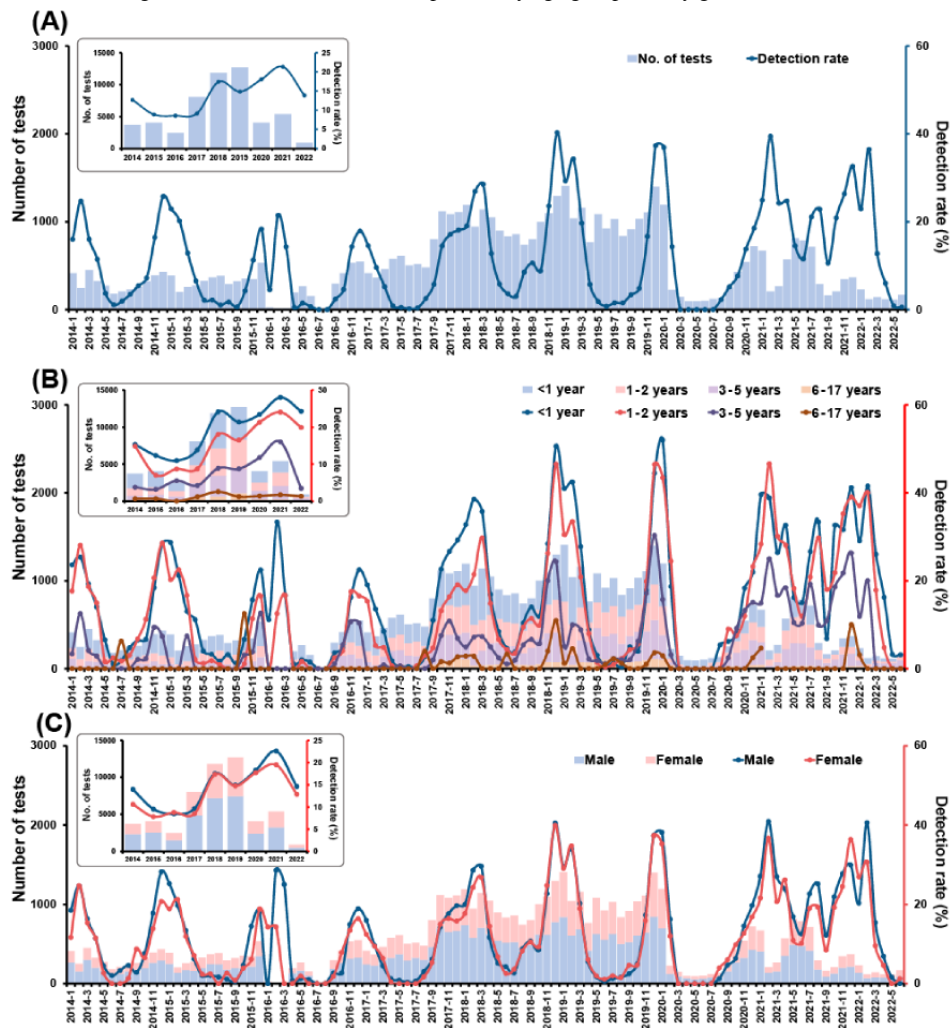 (A)
3000
2000
1000
0
Number of tests
60
40
20
0
Detection rate (%)
No. of tests
Detection rate
15000
10000
5000
0
No. of tests
25
20
15
10
5
0
Detection rate (%)
2014 2015 2016 2017 2018 2019 2020 2021 2022
2014-1 2014-3 2014-5 2014-7 2014-9 2014-11 2015-1 2015-3 2015-5 2015-7 2015-9 2015-11 2016-1 2016-3 2016-5 2016-7 2016-9 2016-11 2017-1 2017-3 2017-5 2017-7 2017-9 2017-11 2018-1 2018-3 2018-5 2018-7 2018-9 2018-11 2019-1 2019-3 2019-5 2019-7 2019-9 2019-11 2020-1 2020-3 2020-5 2020-7 2020-9 2020-11 2021-1 2021-3 2021-5 2021-7 2021-9 2021-11 2022-1 2022-3 2022-5
(B)
3000
2000
1000
0
Number of tests
60
40
20
0
Detection rate (%)
<1 year 1-2 years 3-5 years 6-17 years
<1 year 1-2 years 3-5 years 6-17 years
15000
10000
5000
0
No. of tests
50
20
10
0
Detection rate (%)
2014 2015 2016 2017 2018 2019 2020 2021 2022
2014-1 2014-3 2014-5 2014-7 2014-9 2014-11 2015-1 2015-3 2015-5 2015-7 2015-9 2015-11 2016-1 2016-3 2016-5 2016-7 2016-9 2016-11 2017-1 2017-3 2017-5 2017-7 2017-9 2017-11 2018-1 2018-3 2018-5 2018-7 2018-9 2018-11 2019-1 2019-3 2019-5 2019-7 2019-9 2019-11 2020-1 2020-3 2020-5 2020-7 2020-9 2020-11 2021-1 2021-3 2021-5 2021-7 2021-9 2021-11 2022-1 2022-3 2022-5
(C)
3000
2000
1000
0
Number of tests
60
40
20
0
Detection rate (%)
Male Female Male Female
15000
10000
5000
0
No. of tests
25
20
15
10
5
0
Detection rate (%)
2014 2015 2016 2017 2018 2019 2020 2021 2022
2014-1 2014-3 2014-5 2014-7 2014-9 2014-11 2015-1 2015-3 2015-5 2015-7 2015-9 2015-11 2016-1 2016-3 2016-5 2016-7 2016-9 2016-11 2017-1 2017-3 2017-5 2017-7 2017-9 2017-11 2018-1 2018-3 2018-5 2018-7 2018-9 2018-11 2019-1 2019-3 2019-5 2019-7 2019-9 2019-11 2020-1 2020-3 2020-5 2020-7 2020-9 2020-11 2021-1 2021-3 2021-5 2021-7 2021-9 2021-11 2022-1 2022-3 2022-5